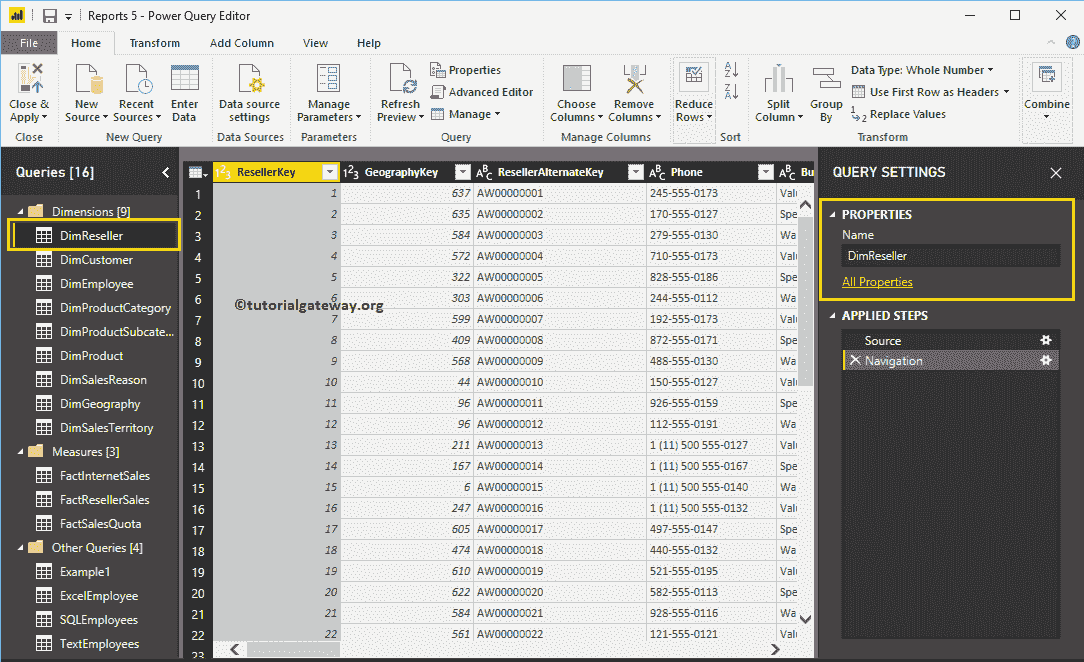 Reports 5 - Power Query Editor
File Home Transform Add Column View Help
Close & Apply
New Source
Recent Sources
Enter Data
Data source settings
Manage Parameters
Refresh Preview
Properties
Advanced Editor
Manage
Choose Columns
Remove Columns
Reduce Rows
A
Z
Z
A
Split Column
Group By
Data Type: Whole Number
Use First Row as Headers
1 2 Replace Values
Combine
Close
New Query
Data Sources
Parameters
Query
Manage Columns
Sort
Transform
Queries [16]
Dimensions [9]
DimReseller
DimCustomer
DimEmployee
DimProductCategory
DimProductSubcate...
DimProduct
DimSalesReason
DimGeography
DimSalesTerritory
Measures [3]
FactInternetSales
FactResellerSales
FactSalesQuota
Other Queries [4]
Example1
ExcelEmployee
SQLEmployees
TextEmployees
123 ResellerKey 123 GeographyKey ABC ResellerAlternateKey ABC Phone ABC Bu
1 1 637 AW00000001 245-555-0173 Valu
2 2 635 AW00000002 170-555-0127 Spe
3 3 584 AW00000003 279-555-0130 Wa
4 4 572 AW00000004 710-555-0173 Valu
5 5 322 AW00000005 828-555-0186 Spe
6 6 303 AW00000006 244-555-0112 Wa
7 7 599 AW00000007 192-555-0173 Valu
8 8 409 AW00000008 872-555-0171 Spe
9 9 568 AW00000009 488-555-0130 Wa
10 10 44 AW00000010 150-555-0127 Valu
11 11 96 AW00000011 926-555-0159 Spe
12 12 96 AW00000012 112-555-0191 Wa
13 13 211 AW00000013 1 (11) 500 555-0127 Valu
14 14 167 AW00000014 1 (11) 500 555-0167 Spe
15 15 6 AW00000015 1 (11) 500 555-0140 Wa
16 16 247 AW00000016 1 (11) 500 555-0132 Valu
17 17 605 AW00000017 497-555-0147 Spe
18 18 474 AW00000018 440-555-0132 Wa
19 19 610 AW00000019 521-555-0195 Valu
20 20 622 AW00000020 582-555-0113 Spe
21 21 584 AW00000021 928-555-0116 Wa
22 22 561 AW00000022 121-555-0121 Valu
23
©tutorialgateway.org
QUERY SETTINGS
PROPERTIES
Name
DimReseller
All Properties
APPLIED STEPS
Source
Navigation